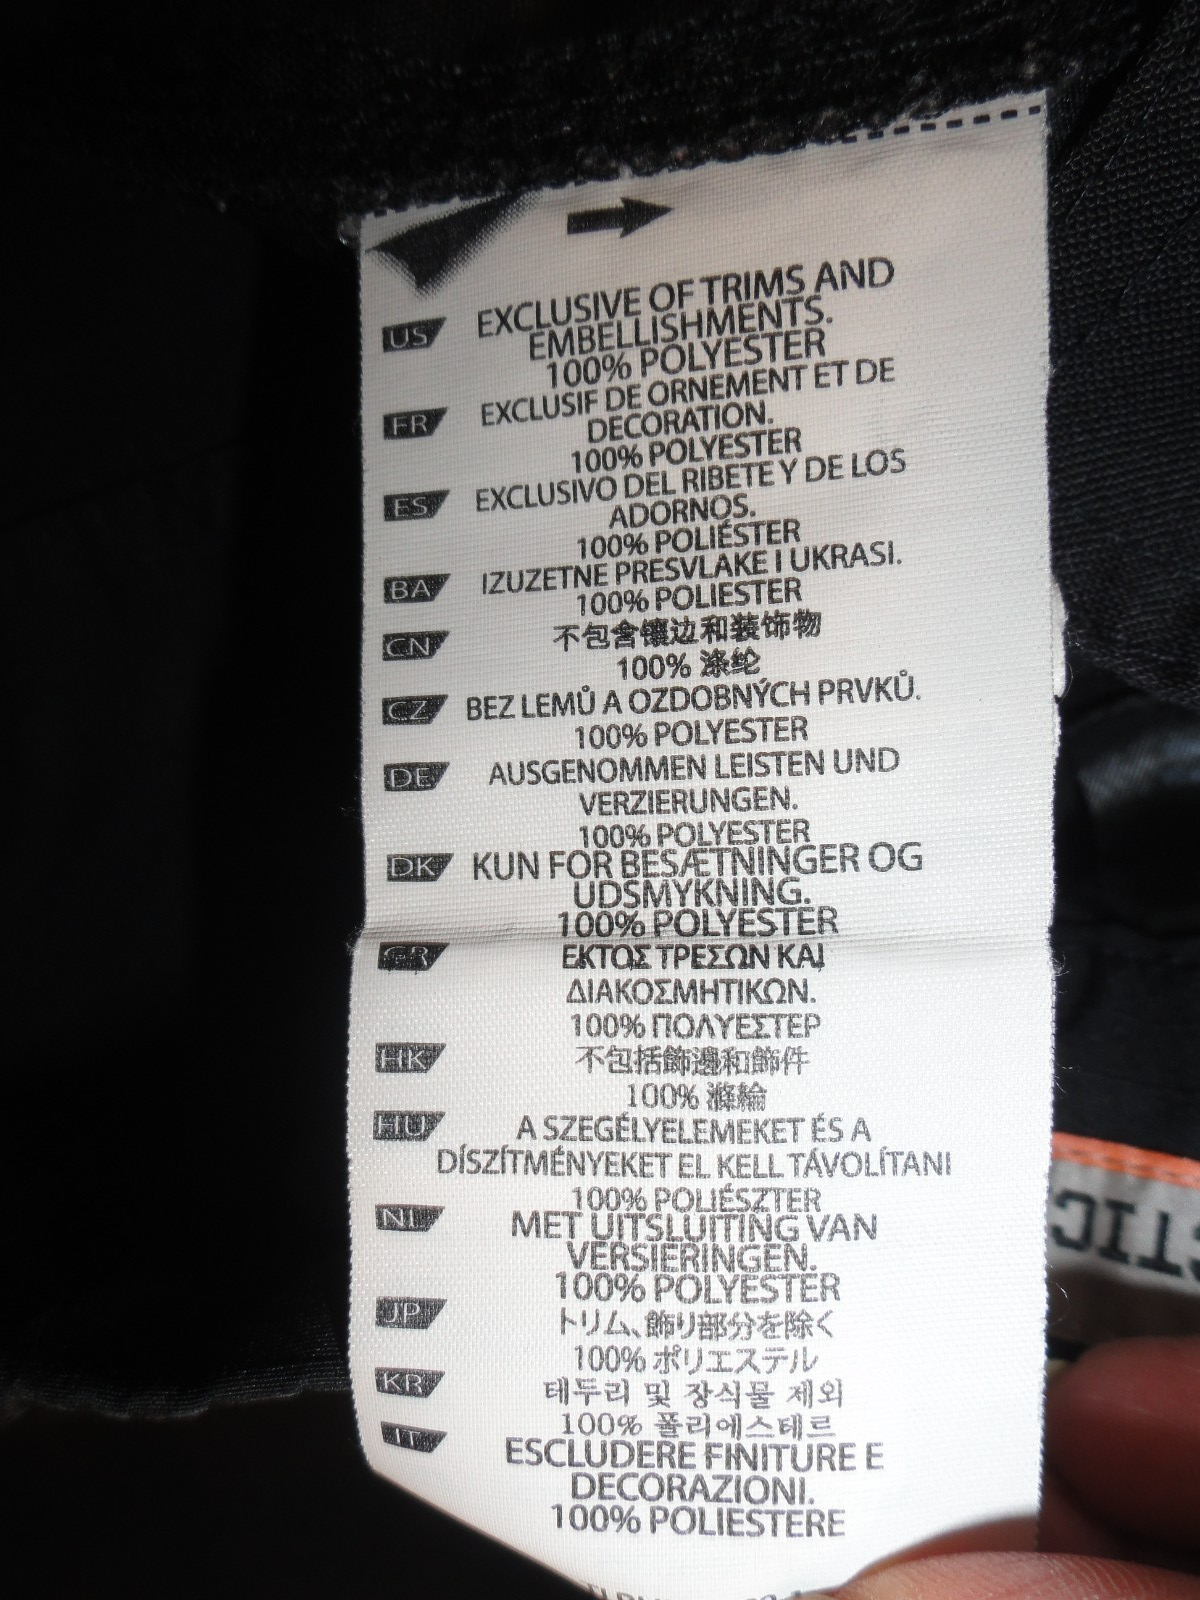 US EXCLUSIVE OF TRIMS AND
EMBELLISHMENTS.
100% POLYESTER
FR EXCLUSIF DE ORNEMENT ET DE
DECORATION.
100% POLYESTER
ES EXCLUSIVO DEL RIBETE Y DE LOS
ADORNOS.
100% POLIÉSTER
BA IZUZETNE PRESVLAKE I UKRASI.
100% POLIESTER
CN 不包含镶边和装饰物
100% 涤纶
CZ BEZ LEMŮ A OZDOBNÝCH PRVKŮ.
100% POLYESTER
DE AUSGENOMMEN LEISTEN UND
VERZIERUNGEN.
100% POLYESTER
DK KUN FOR BESÆTNINGER OG
UDSMYKNING.
100% POLYESTER
GR ΕΚΤΟΣ ΤΡΕΣΩΝ ΚΑΙ
ΔΙΑΚΟΣΜΗΤΙΚΩΝ.
100% ΠΟΛΥΕΣΤΕΡ
HK 不包括飾邊和飾件
100% 滌綸
HU A SZEGÉLYELEMEKET ÉS A
DÍSZÍTMÉNYEKET EL KELL TÁVOLÍTANI
100% POLIÉSZTER
NL MET UITSLUITING VAN
VERSIERINGEN.
100% POLYESTER
JP トリム、飾り部分を除く
100% ポリエステル
KR 테두리 및 장식물 제외
100% 폴리에스테르
IT ESCLUDERE FINITURE E
DECORAZIONI.
100% POLIESTERE